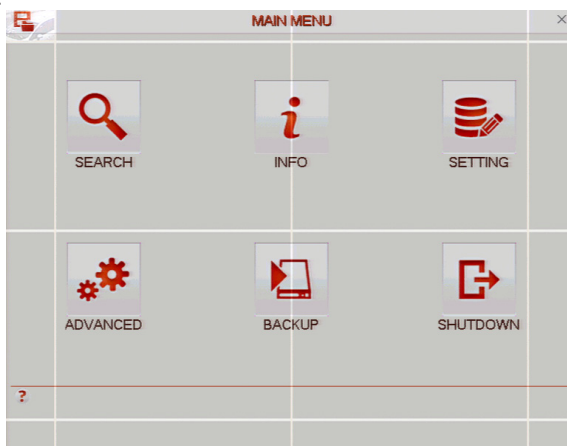 MAIN MENU ×
SEARCH INFO SETTING
ADVANCED BACKUP SHUTDOWN
?